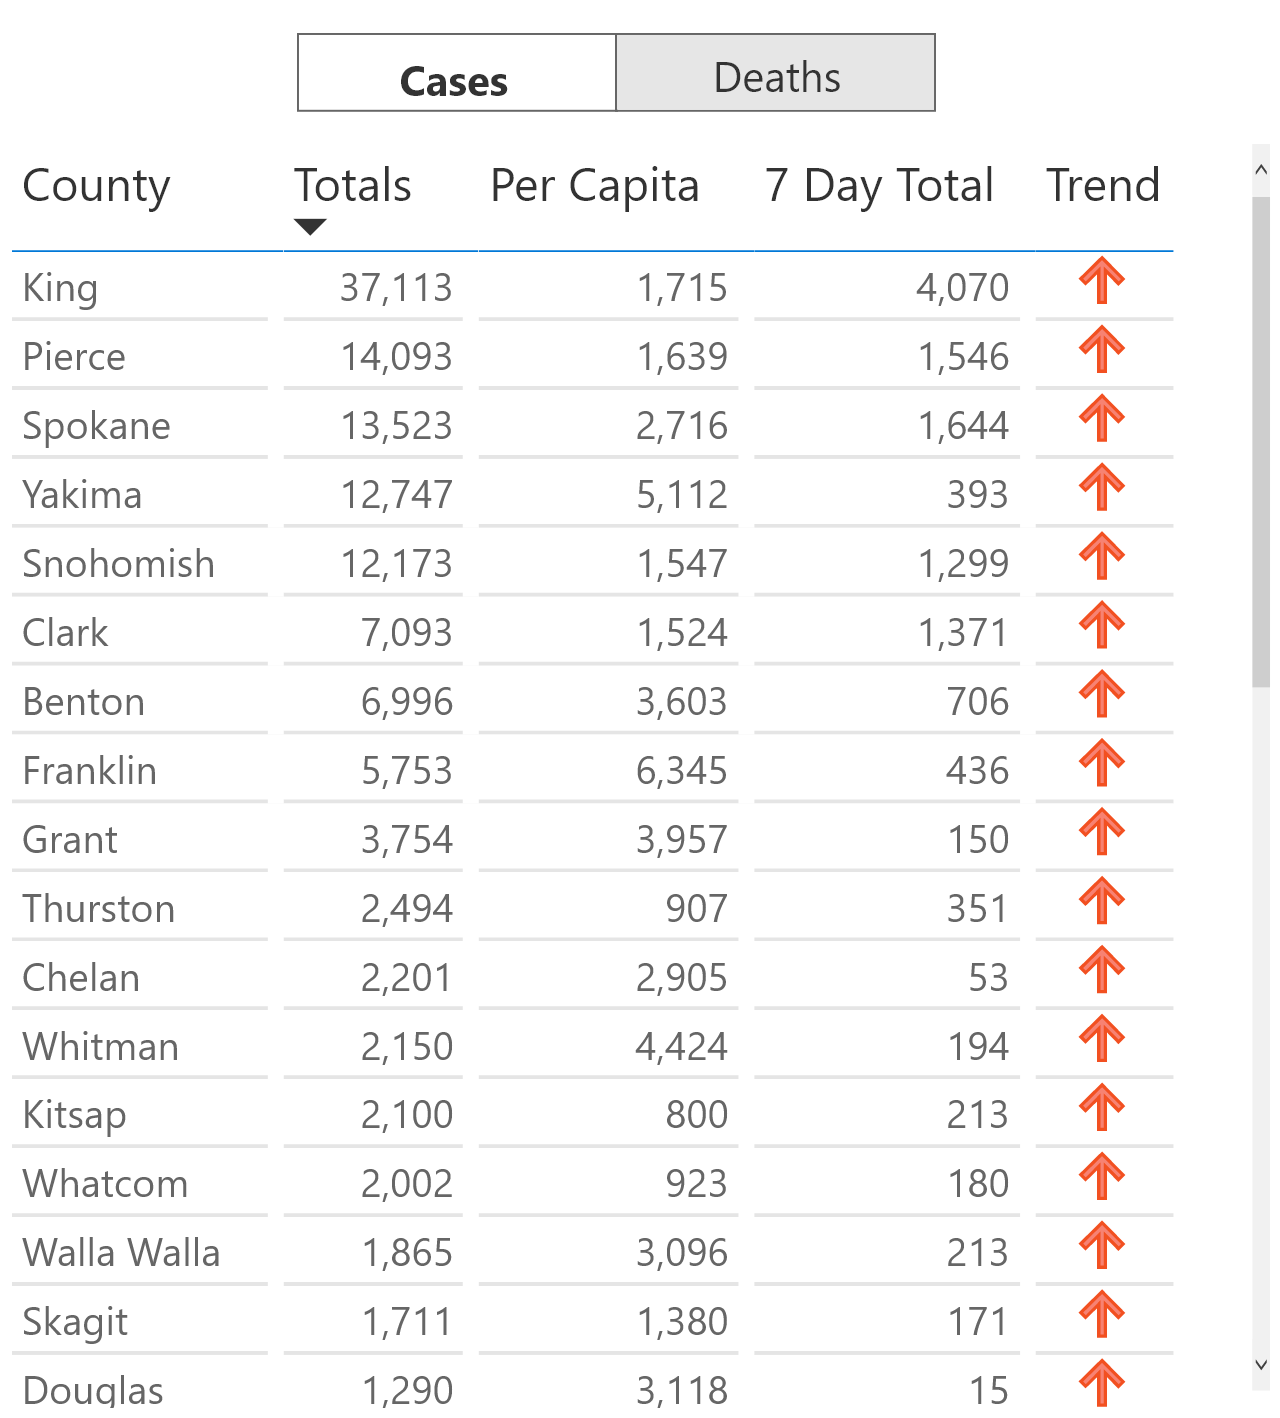 Cases Deaths
County Totals Per Capita 7 Day Total Trend
King 37,113 1,715 4,070
Pierce 14,093 1,639 1,546
Spokane 13,523 2,716 1,644
Yakima 12,747 5,112 393
Snohomish 12,173 1,547 1,299
Clark 7,093 1,524 1,371
Benton 6,996 3,603 706
Franklin 5,753 6,345 436
Grant 3,754 3,957 150
Thurston 2,494 907 351
Chelan 2,201 2,905 53
Whitman 2,150 4,424 194
Kitsap 2,100 800 213
Whatcom 2,002 923 180
Walla Walla 1,865 3,096 213
Skagit 1,711 1,380 171
Douglas 1,290 3,118 15